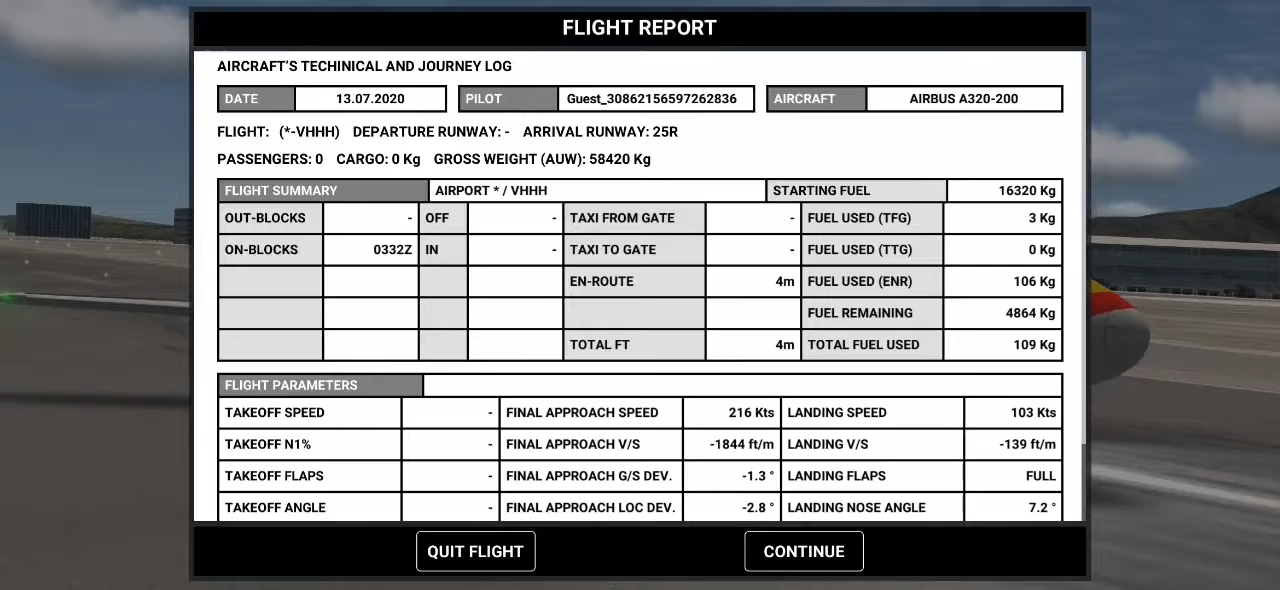 FLIGHT REPORT
AIRCRAFT'S TECHINICAL AND JOURNEY LOG
DATE 13.07.2020 PILOT Guest_30862156597262836 AIRCRAFT AIRBUS A320-200
FLIGHT: (*-VHHH) DEPARTURE RUNWAY: - ARRIVAL RUNWAY: 25R
PASSENGERS: 0 CARGO: 0 Kg GROSS WEIGHT (AUW): 58420 Kg
FLIGHT SUMMARY AIRPORT * / VHHH STARTING FUEL 16320 Kg
OUT-BLOCKS - OFF - TAXI FROM GATE - FUEL USED (TFG) 3 Kg
ON-BLOCKS 0332Z IN - TAXI TO GATE - FUEL USED (TTG) 0 Kg
EN-ROUTE 4m FUEL USED (ENR) 106 Kg
FUEL REMAINING 4864 Kg
TOTAL FT 4m TOTAL FUEL USED 109 Kg
FLIGHT PARAMETERS
TAKEOFF SPEED - FINAL APPROACH SPEED 216 Kts LANDING SPEED 103 Kts
TAKEOFF N1% - FINAL APPROACH V/S -1844 ft/m LANDING V/S -139 ft/m
TAKEOFF FLAPS - FINAL APPROACH G/S DEV. -1.3 ° LANDING FLAPS FULL
TAKEOFF ANGLE - FINAL APPROACH LOC DEV. -2.8 ° LANDING NOSE ANGLE 7.2 °
QUIT FLIGHT CONTINUE